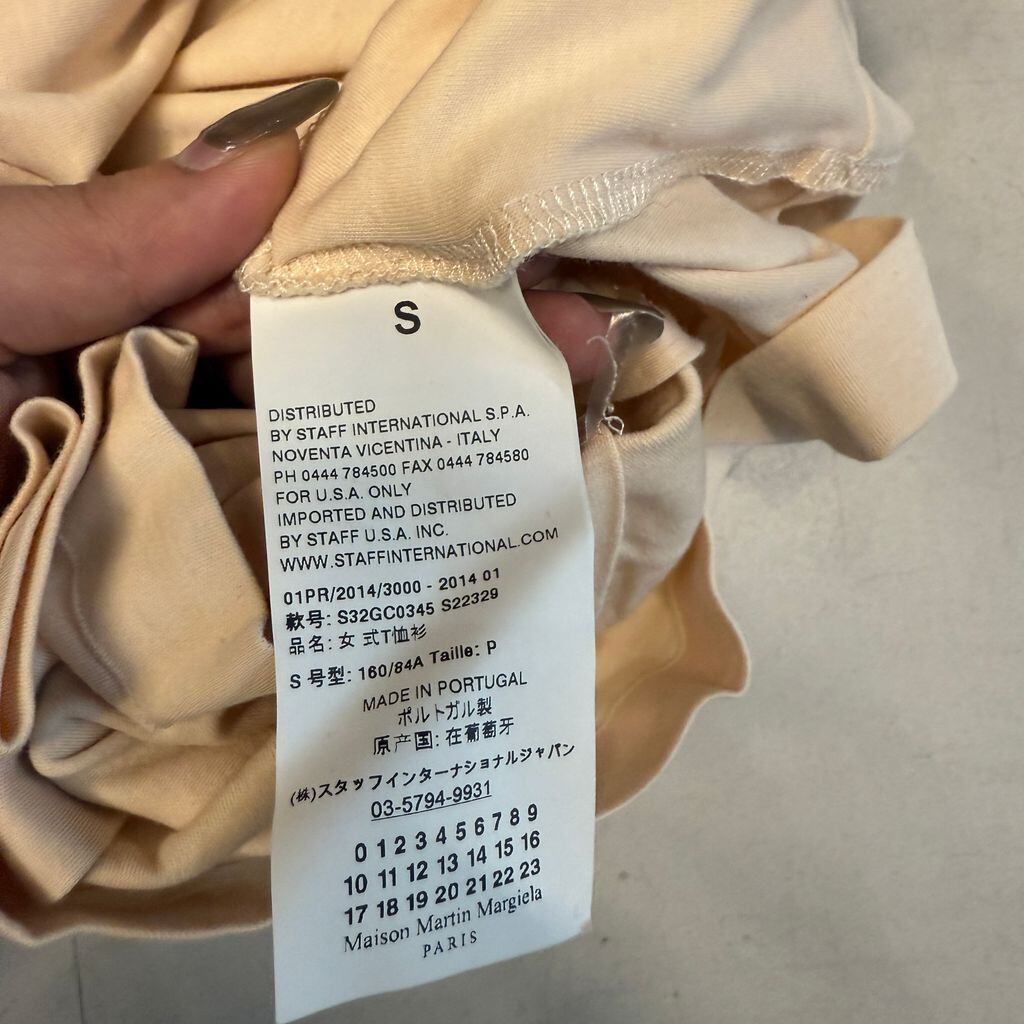 S
DISTRIBUTED
BY STAFF INTERNATIONAL S.P.A.
NOVENTA VICENTINA - ITALY
PH 0444 784500 FAX 0444 784580
FOR U.S.A. ONLY
IMPORTED AND DISTRIBUTED
BY STAFF U.S.A. INC.
WWW.STAFFINTERNATIONAL.COM
01PR/2014/3000 - 2014 01
款号: S32GC0345 S22329
品名: 女 式T恤衫
S 号型: 160/84A Taille: P
MADE IN PORTUGAL
ポルトガル製
原产国: 在葡萄牙
(株)スタッフインターナショナルジャパン
03-5794-9931
0 1 2 3 4 5 6 7 8 9
10 11 12 13 14 15 16
17 18 19 20 21 22 23
Maison Martin Margiela
PARIS